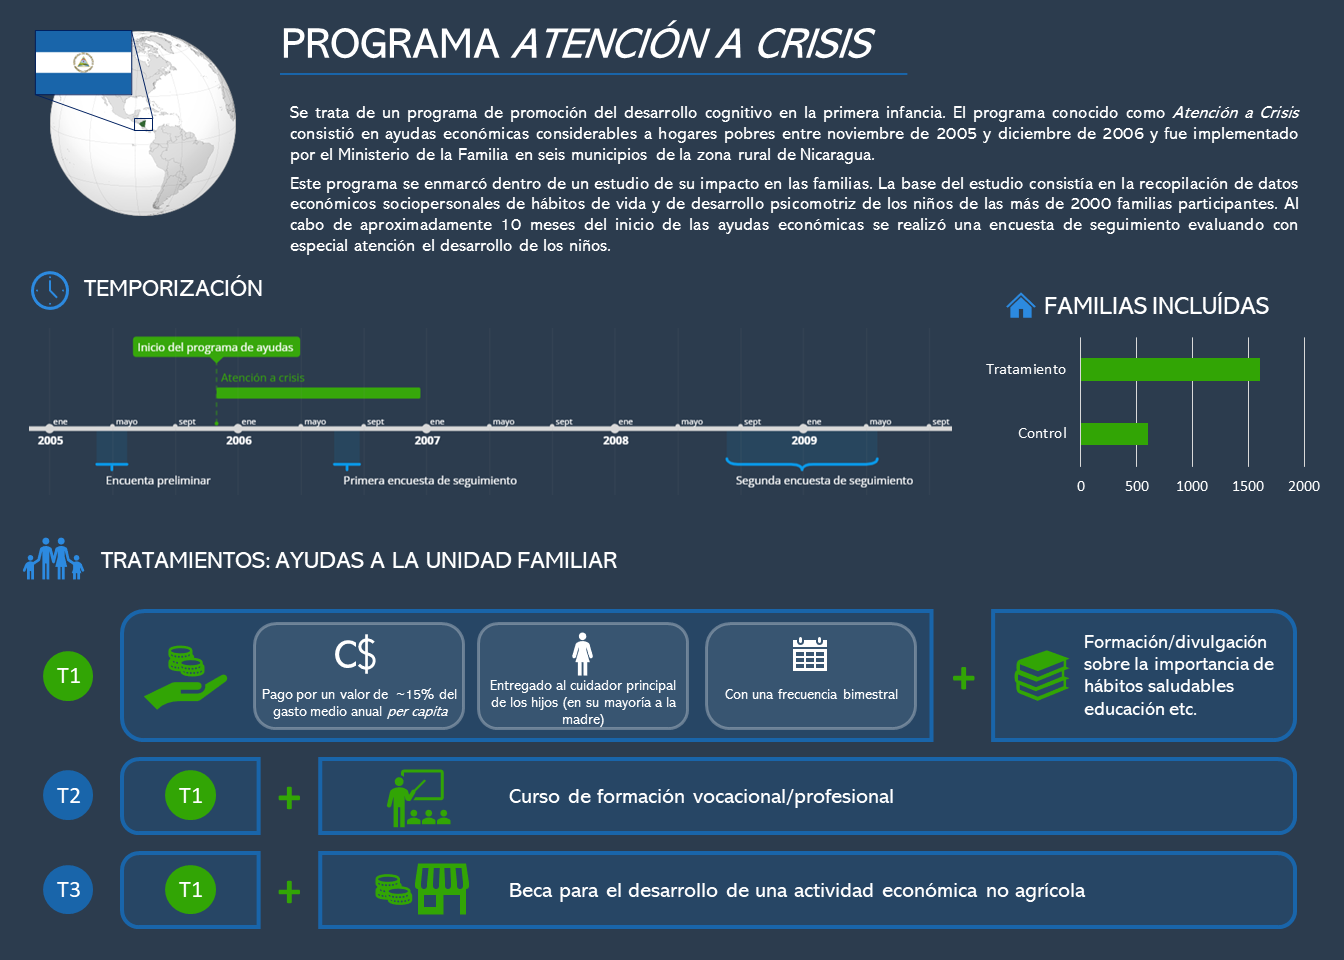 PROGRAMA ATENCIÓN A CRISIS
Se trata de un programa de promoción del desarrollo cognitivo en la primera infancia. El programa conocido como Atención a Crisis
consistió en ayudas económicas considerables a hogares pobres entre noviembre de 2005 y diciembre de 2006 y fue implementado
por el Ministerio de la Familia en seis municipios de la zona rural de Nicaragua.
Este programa se enmarcó dentro de un estudio de su impacto en las familias. La base del estudio consistía en la recopilación de datos
económicos sociopersonales de hábitos de vida y de desarrollo psicomotriz de los niños de las más de 2000 familias participantes. Al
cabo de aproximadamente 10 meses del inicio de las ayudas económicas se realizó una encuesta de seguimiento evaluando con
especial atención el desarrollo de los niños.
TEMPORIZACIÓN
Inicio del programa de ayudas
Atención a crisis
ene mayo sept ene mayo sept ene mayo sept ene mayo sept ene mayo sept
2005 2006 2007 2008 2009
Encuenta preliminar
Primera encuesta de seguimiento
Segunda encuesta de seguimiento
FAMILIAS INCLUÍDAS
Tratamiento
Control
0 500 1000 1500 2000
TRATAMIENTOS: AYUDAS A LA UNIDAD FAMILIAR
T1
C$
Pago por un valor de ~15% del
gasto medio anual per capita
Entregado al cuidador principal
de los hijos (en su mayoría a la
madre)
Con una frecuencia bimestral
+
Formación/divulgación
sobre la importancia de
hábitos saludables
educación etc.
T2
T1
+
Curso de formación vocacional/profesional
T3
T1
+
Beca para el desarrollo de una actividad económica no agrícola